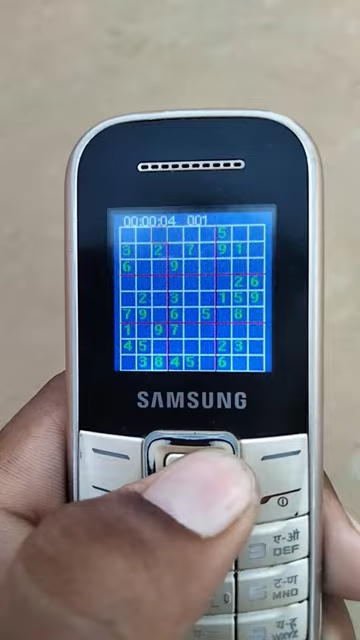 00:00:04 001
5
3 2 7 9 1
6 9
2 6
2 3 1 5 9
7 9 6 5 8
1 9 7
4 5 2 3
3 8 4 5 6
SAMSUNG
ए-औ
DEF
ट-ण
MNO
WXYZ